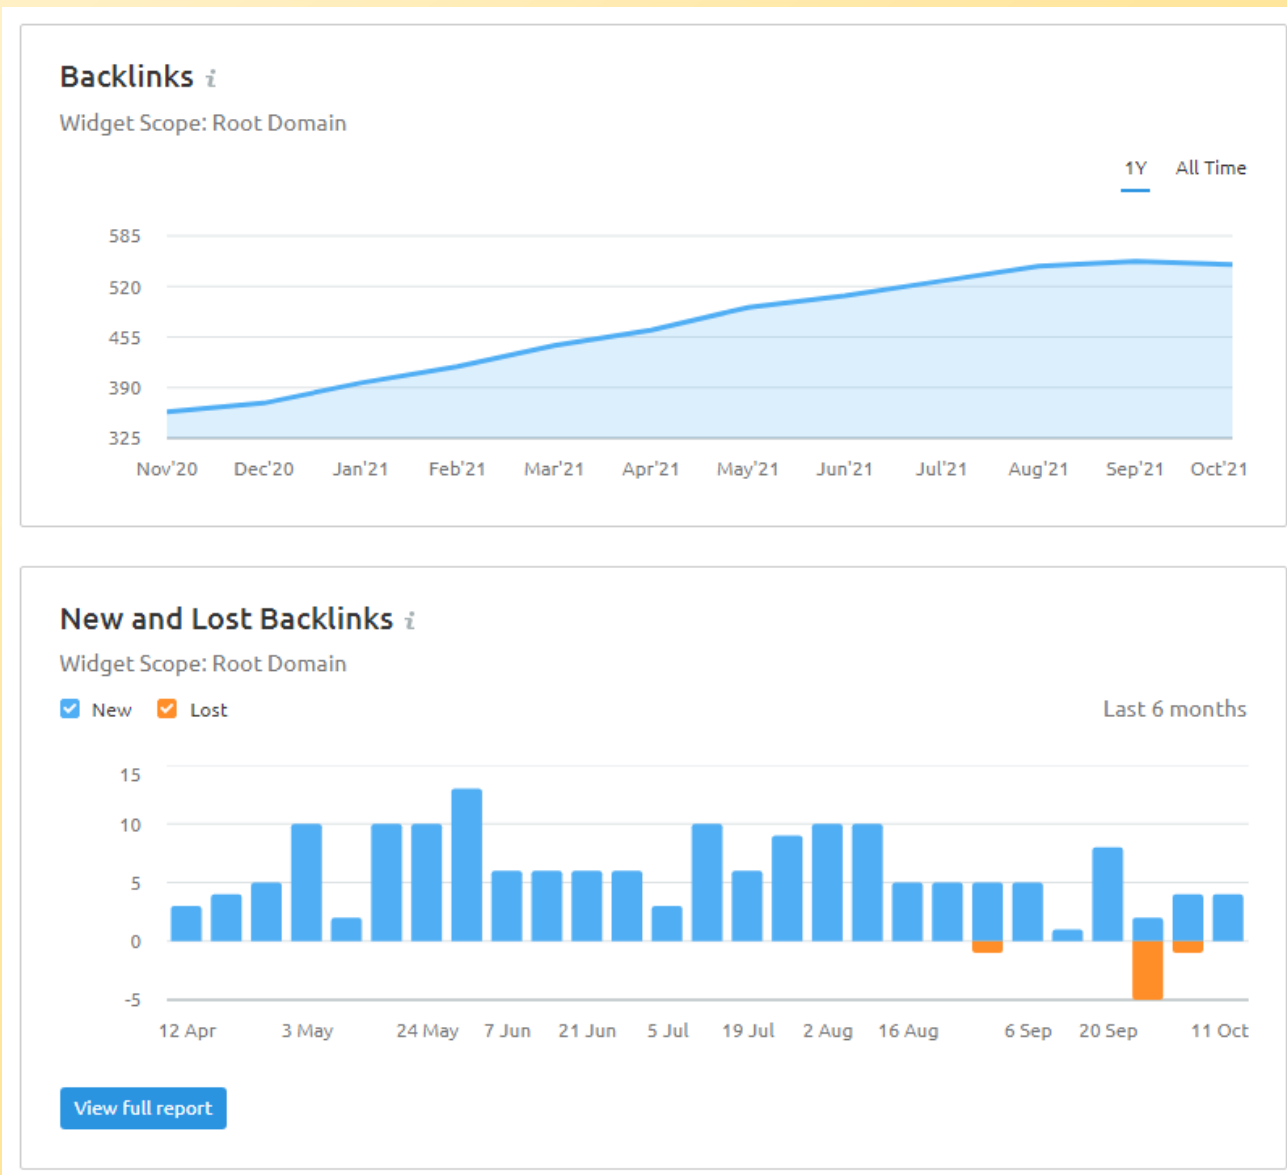 Backlinks i
Widget Scope: Root Domain
1Y All Time
585
520
455
390
325
Nov'20 Dec'20 Jan'21 Feb'21 Mar'21 Apr'21 May'21 Jun'21 Jul'21 Aug'21 Sep'21 Oct'21
New and Lost Backlinks i
Widget Scope: Root Domain
New Lost Last 6 months
15
10
5
0
-5
12 Apr 3 May 24 May 7 Jun 21 Jun 5 Jul 19 Jul 2 Aug 16 Aug 6 Sep 20 Sep 11 Oct
View full report